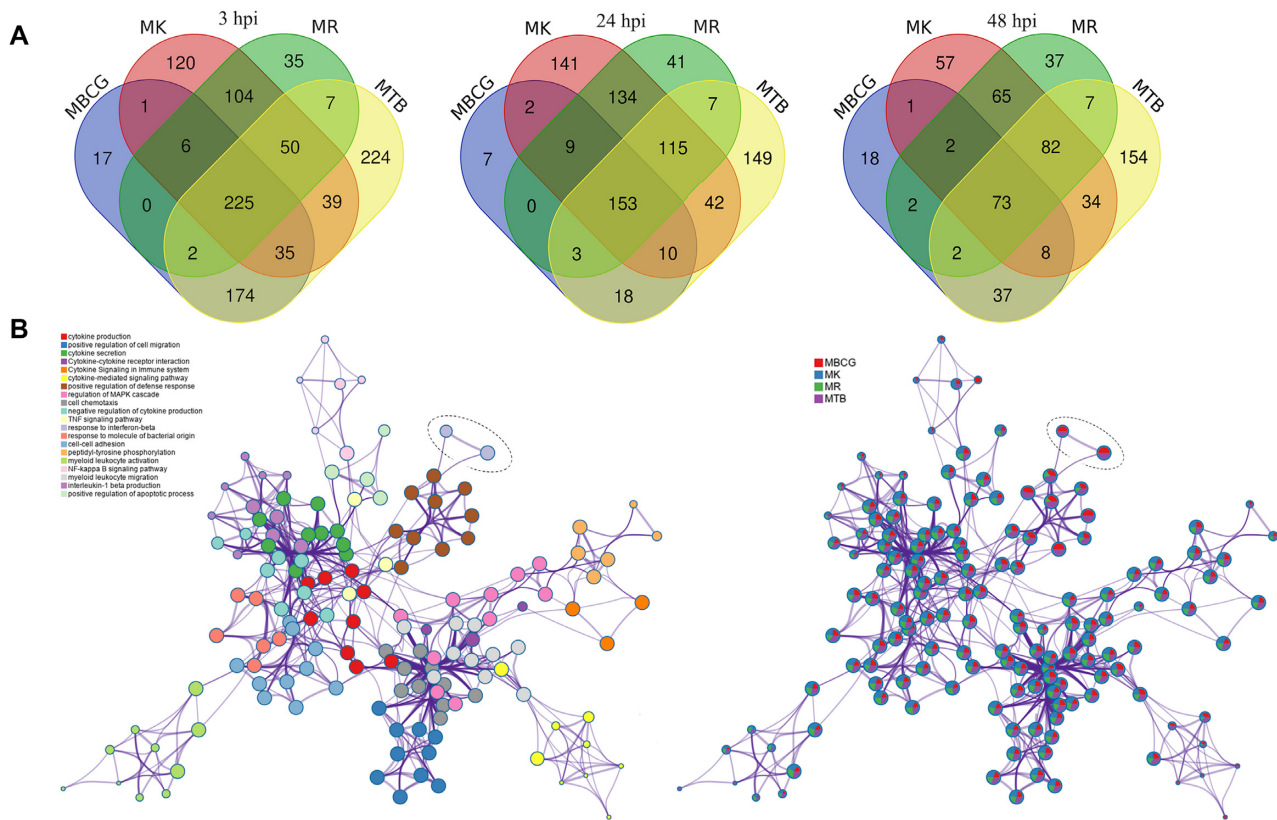 A
3 hpi
MK
MR
MBCG
MTB
120
35
1
104
7
17
6
50
224
0
225
39
2
35
174
24 hpi
MK
MR
MBCG
MTB
141
41
2
134
7
7
9
115
149
0
153
42
3
10
18
48 hpi
MK
MR
MBCG
MTB
57
37
1
65
7
18
2
82
154
2
73
34
2
8
37
B
cytokine production
positive regulation of cell migration
cytokine secretion
Cytokine-cytokine receptor interaction
Cytokine Signaling in Immune system
cytokine-mediated signaling pathway
positive regulation of defense response
regulation of MAPK cascade
cell chemotaxis
negative regulation of cytokine production
TNF signaling pathway
response to interferon-beta
response to molecule of bacterial origin
cell-cell adhesion
peptidyl-tyrosine phosphorylation
myeloid leukocyte activation
NF-kappa B signaling pathway
myeloid leukocyte migration
interleukin-1 beta production
positive regulation of apoptotic process
MBCG
MK
MR
MTB